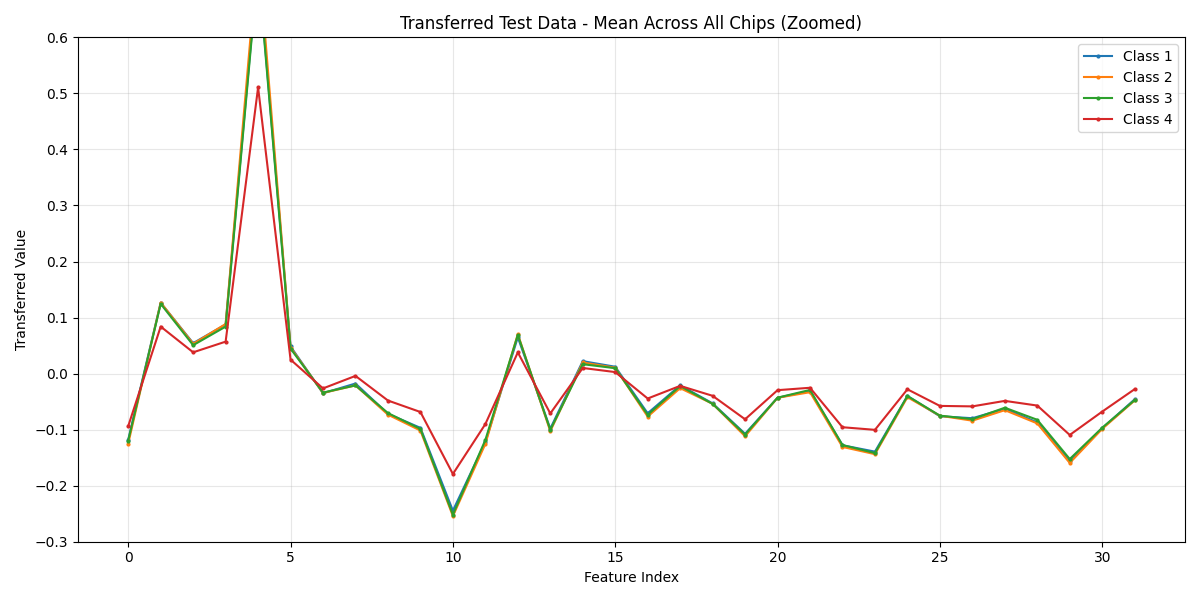 Transferred Test Data - Mean Across All Chips (Zoomed)
Transferred Value
0.6
0.5
0.4
0.3
0.2
0.1
0.0
−0.1
−0.2
−0.3
Class 1
Class 2
Class 3
Class 4
0 5 10 15 20 25 30
Feature Index